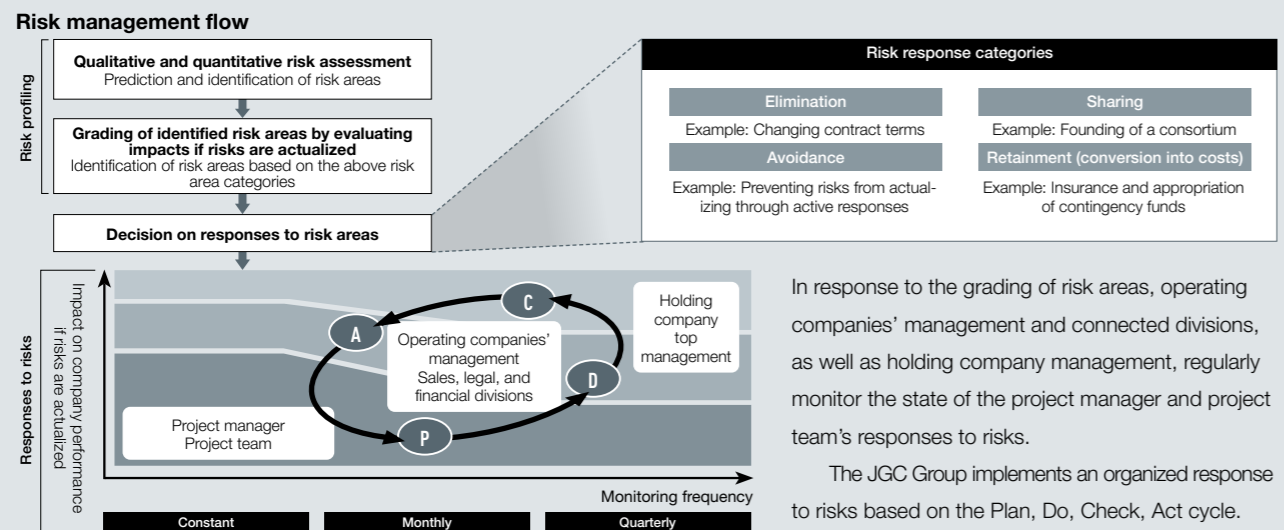 Risk management flow
Risk profiling
Qualitative and quantitative risk assessment
Prediction and identification of risk areas
Grading of identified risk areas by evaluating
impacts if risks are actualized
Identification of risk areas based on the above risk
area categories
Decision on responses to risk areas
Risk response categories
Elimination
Example: Changing contract terms
Sharing
Example: Founding of a consortium
Avoidance
Example: Preventing risks from actual-
izing through active responses
Retainment (conversion into costs)
Example: Insurance and appropriation
of contingency funds
Responses to risks
Impact on company performance
if risks are actualized
C
A
D
P
Holding
company
top
management
Operating companies’
management
Sales, legal, and
financial divisions
Project manager
Project team
Monitoring frequency
Constant
Monthly
Quarterly
In response to the grading of risk areas, operating
companies’ management and connected divisions,
as well as holding company management, regularly
monitor the state of the project manager and project
team’s responses to risks.
The JGC Group implements an organized response
to risks based on the Plan, Do, Check, Act cycle.